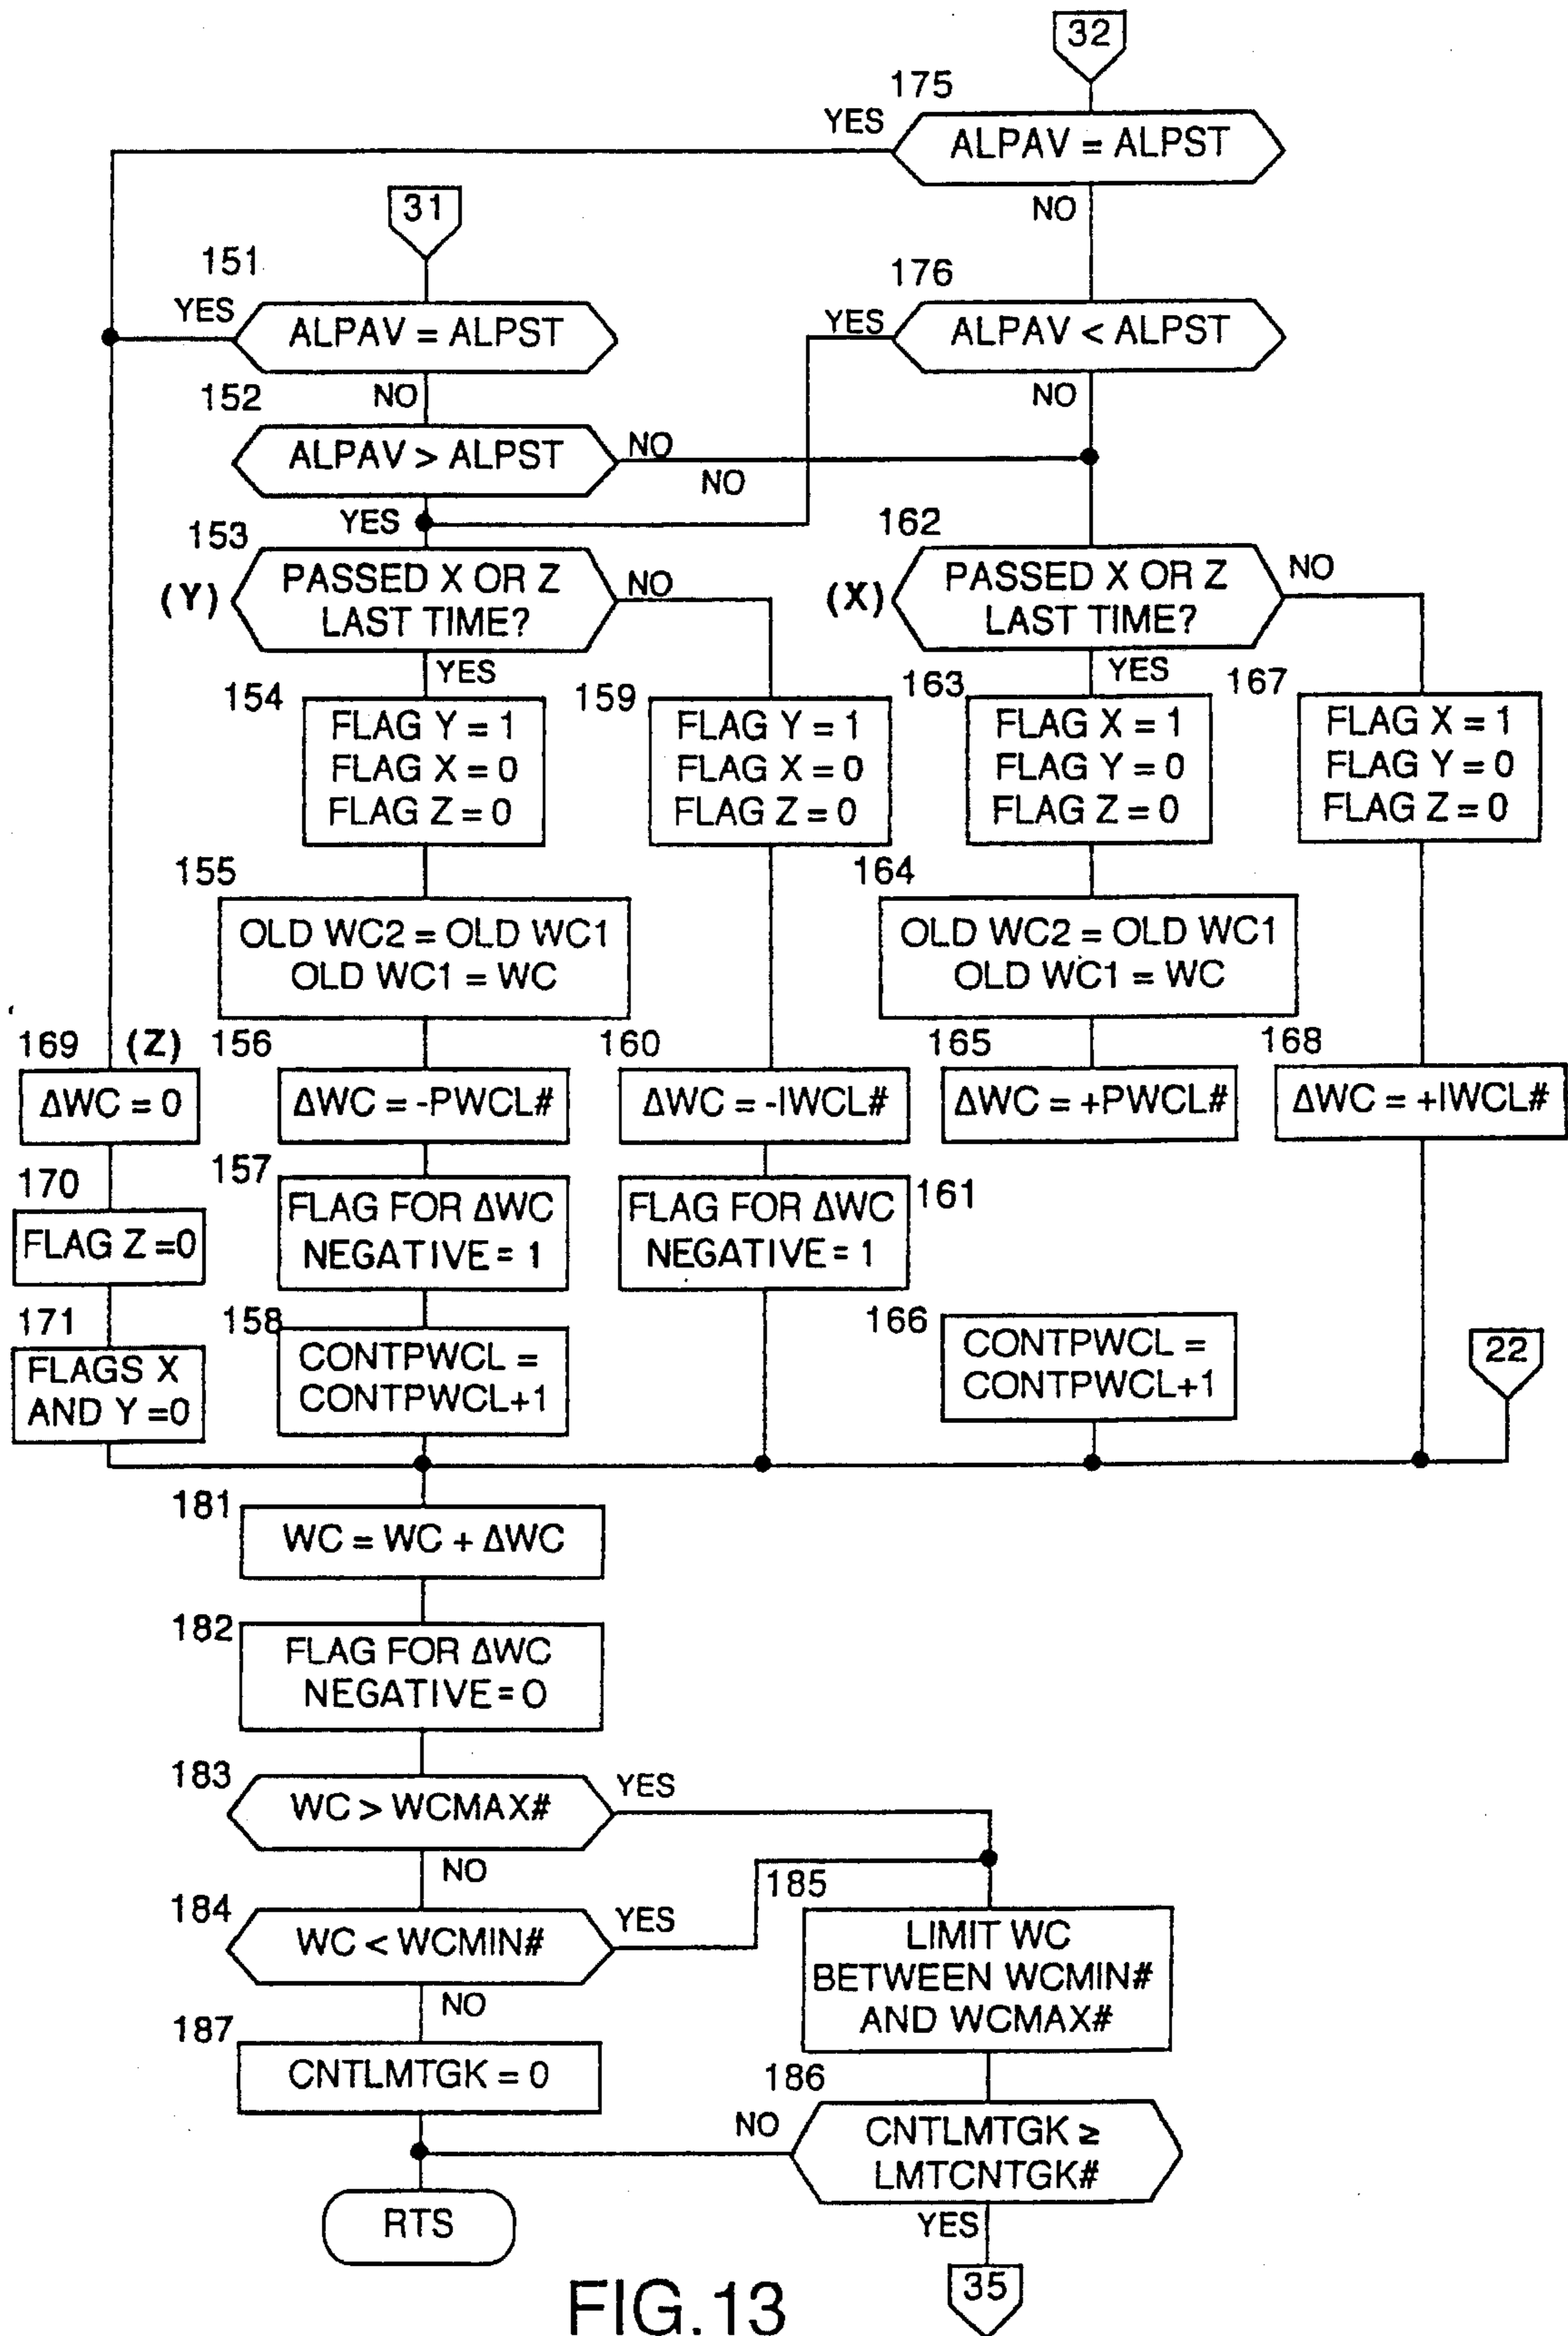 32
175
YES
ALPAV = ALPST
NO
31
151
YES
ALPAV = ALPST
NO
176
YES
ALPAV < ALPST
NO
152
ALPAV > ALPST
NO
NO
YES
153
(Y)
PASSED X OR Z
LAST TIME?
NO
YES
162
(X)
PASSED X OR Z
LAST TIME?
NO
YES
154
FLAG Y = 1
FLAG X = 0
FLAG Z = 0
159
FLAG Y = 1
FLAG X = 0
FLAG Z = 0
163
FLAG X = 1
FLAG Y = 0
FLAG Z = 0
167
FLAG X = 1
FLAG Y = 0
FLAG Z = 0
155
OLD WC2 = OLD WC1
OLD WC1 = WC
164
OLD WC2 = OLD WC1
OLD WC1 = WC
169
(Z)
ΔWC = 0
156
ΔWC = -PWCL#
160
ΔWC = -IWCL#
165
ΔWC = +PWCL#
168
ΔWC = +IWCL#
170
FLAG Z =0
157
FLAG FOR ΔWC
NEGATIVE = 1
161
FLAG FOR ΔWC
NEGATIVE = 1
171
FLAGS X
AND Y =0
158
CONTPWCL =
CONTPWCL+1
166
CONTPWCL =
CONTPWCL+1
22
181
WC = WC + ΔWC
182
FLAG FOR ΔWC
NEGATIVE=0
183
WC > WCMAX#
YES
NO
184
WC < WCMIN#
YES
NO
185
LIMIT WC
BETWEEN WCMIN#
AND WCMAX#
187
CNTLMTGK = 0
186
CNTLMTGK ≥
LMTCNTGK#
NO
YES
RTS
35
FIG.13